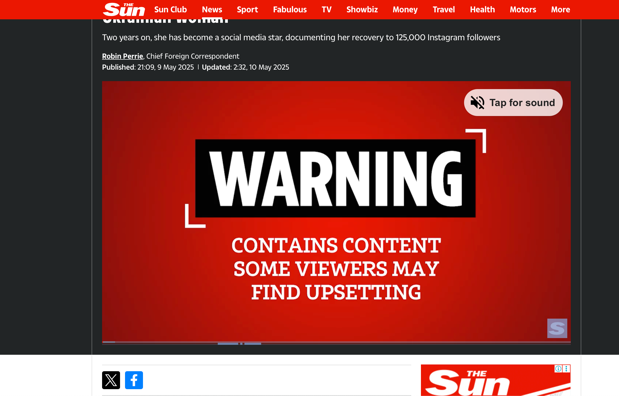 THE Sun
Sun Club News Sport Fabulous TV Showbiz Money Travel Health Motors More
Ukrainian woman
Two years on, she has become a social media star, documenting her recovery to 125,000 Instagram followers
Robin Perrie, Chief Foreign Correspondent
Published: 21:09, 9 May 2025 | Updated: 2:32, 10 May 2025
Tap for sound
WARNING
CONTAINS CONTENT
SOME VIEWERS MAY
FIND UPSETTING
S
X f
THE
Sun